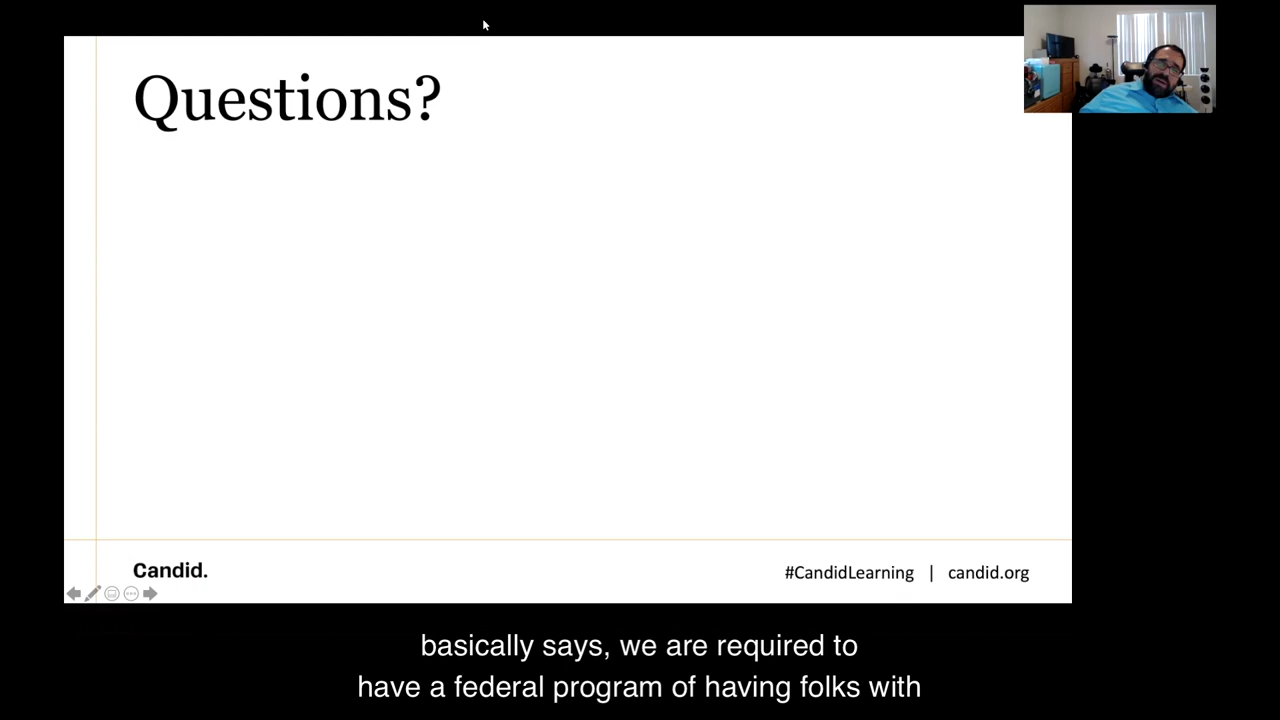 Questions?
Candid.
#CandidLearning | candid.org
basically says, we are required to
have a federal program of having folks with